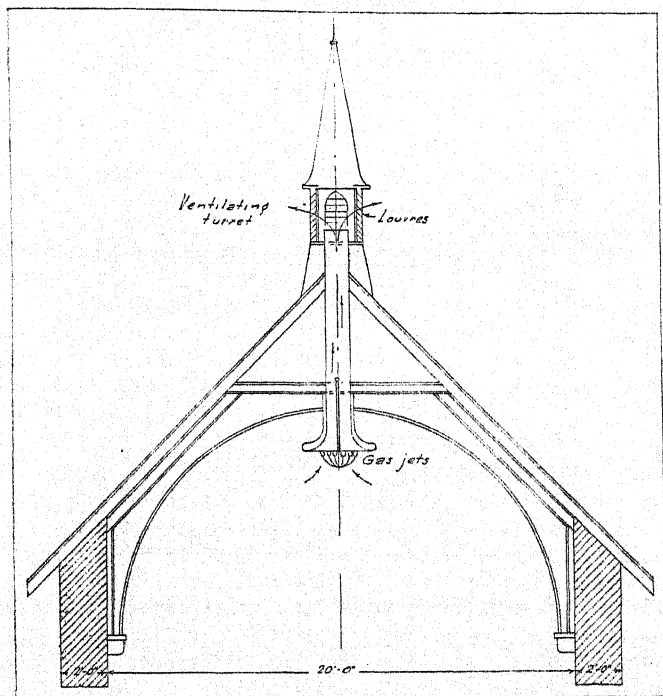 Ventilating
turret
Louvres
Gas jets
2'-0"
20'-0"
2'-0"